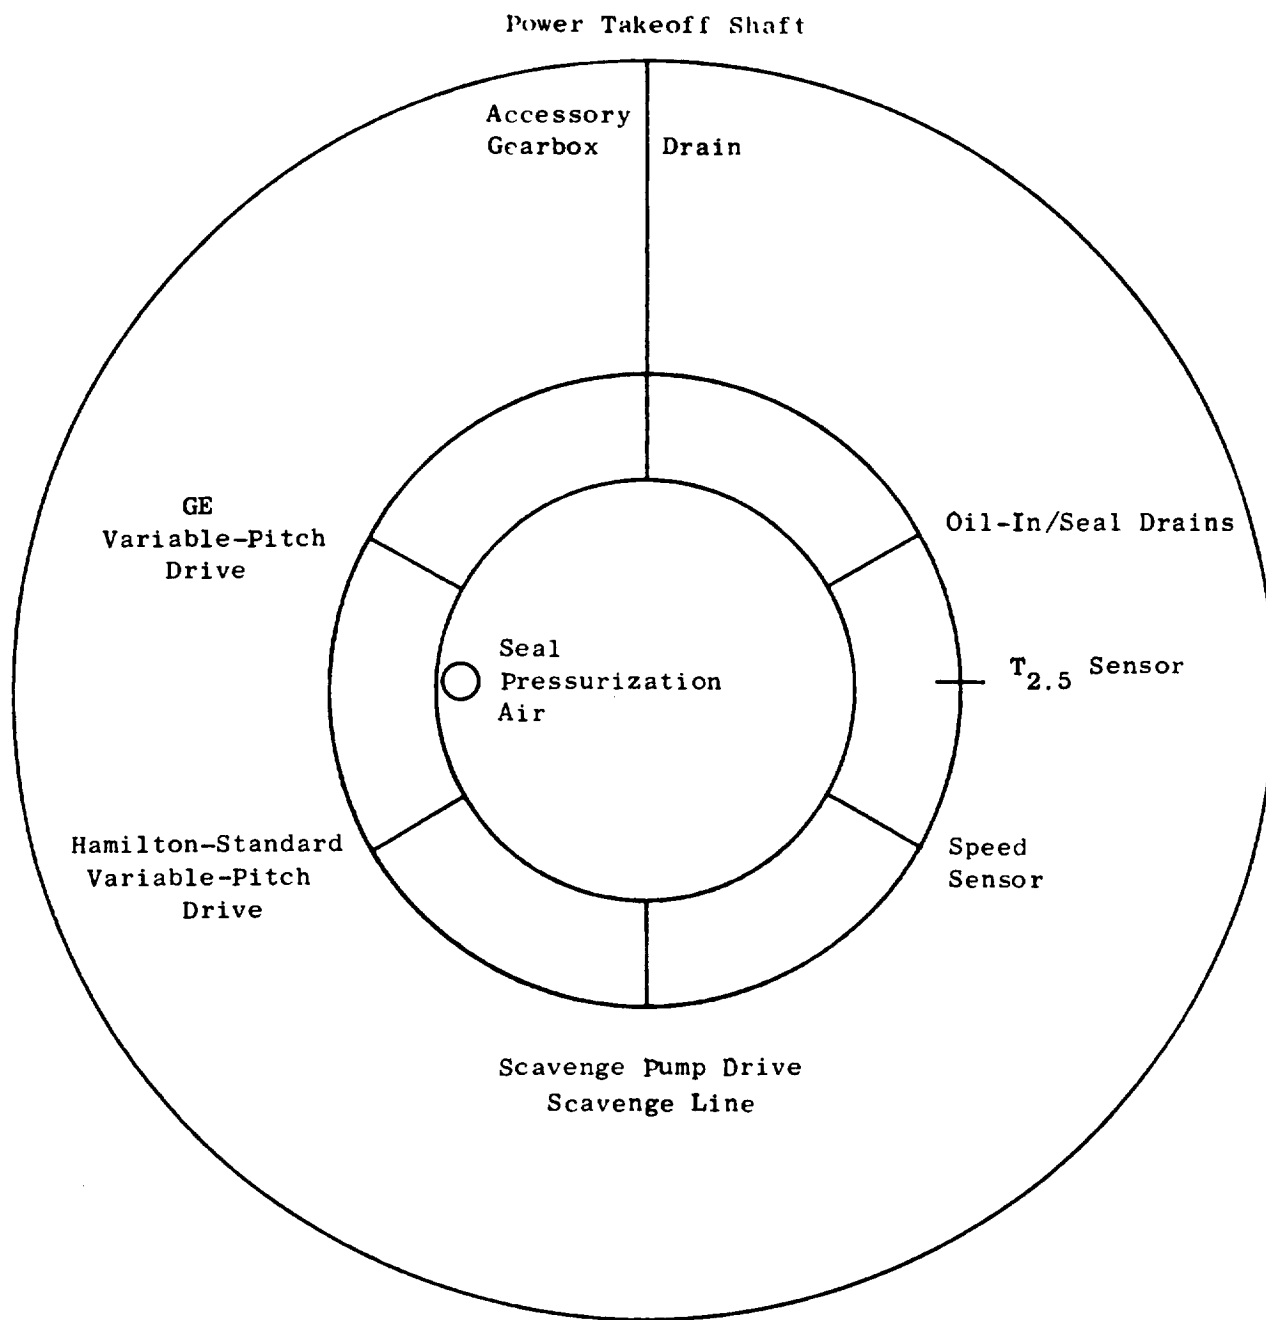 Power Takeoff Shaft
Accessory
Gearbox
Drain
GE
Variable-Pitch
Drive
Oil-In/Seal Drains
Seal
Pressurization
Air
T2.5 Sensor
Hamilton-Standard
Variable-Pitch
Drive
Speed
Sensor
Scavenge Pump Drive
Scavenge Line